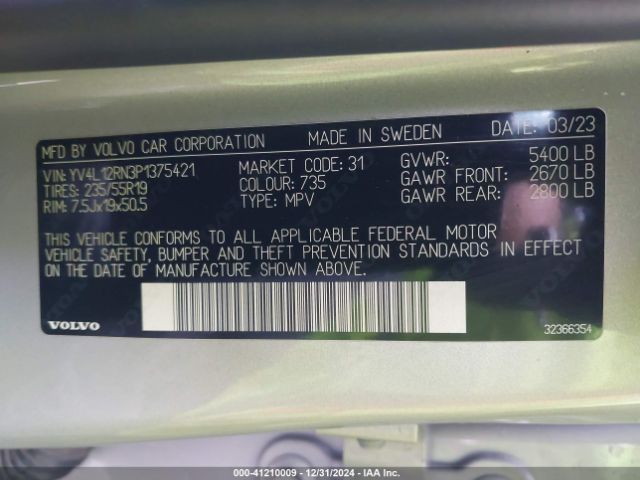 MFD BY VOLVO CAR CORPORATION MADE IN SWEDEN DATE: 03/23
VIN: YV4L12RN3P1375421 MARKET CODE: 31 GVWR: 5400 LB
TIRES: 235/55R19 COLOUR: 735 GAWR FRONT: 2670 LB
RIM: 7.5Jx19x50.5 TYPE: MPV GAWR REAR: 2800 LB
THIS VEHICLE CONFORMS TO ALL APPLICABLE FEDERAL MOTOR
VEHICLE SAFETY, BUMPER AND THEFT PREVENTION STANDARDS IN EFFECT
ON THE DATE OF MANUFACTURE SHOWN ABOVE.
VOLVO 32366354
000-41210009 - 12/31/2024 - IAA Inc.